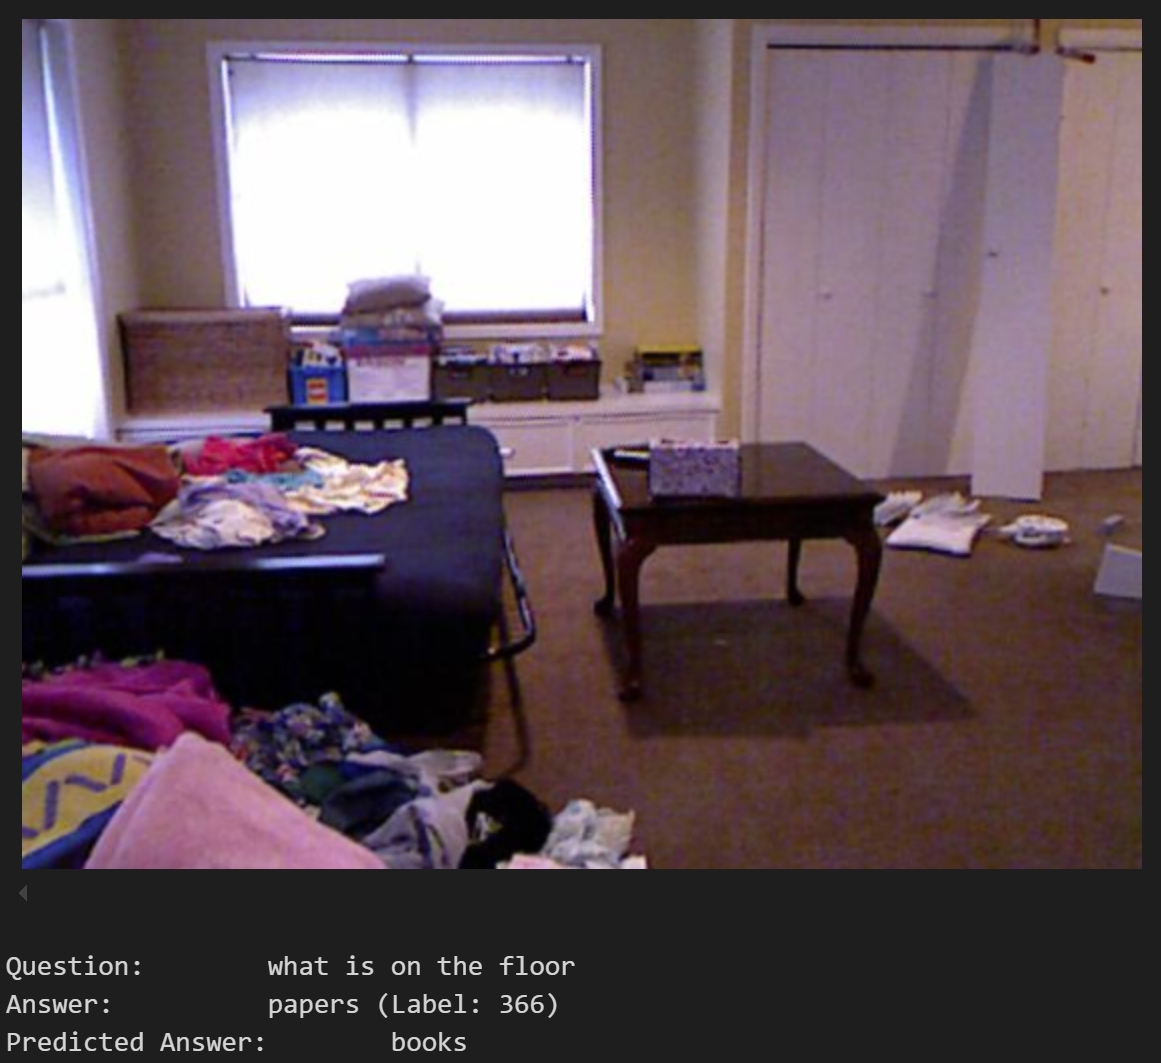 Question: what is on the floor
Answer: papers (Label: 366)
Predicted Answer: books